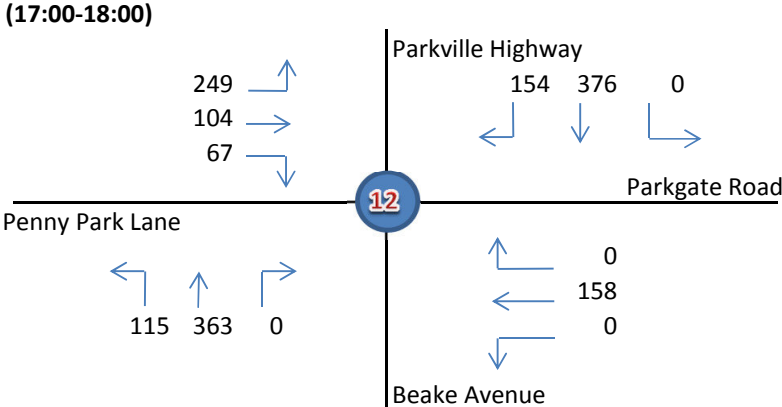 (17:00-18:00)
Parkville Highway
249
104
67
154 376 0
12
Parkgate Road
Penny Park Lane
115 363 0
0
158
0
Beake Avenue